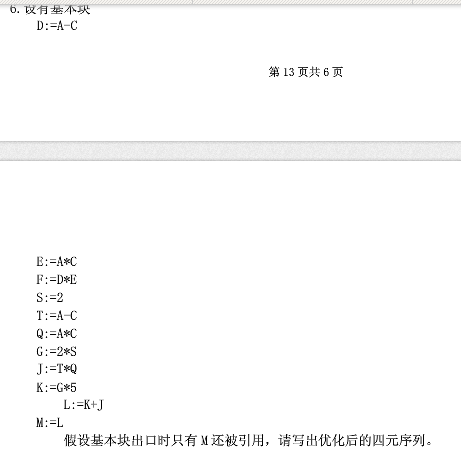 6. 设有基本块
D:=A-C
第 13 页共 6 页
E:=A*C
F:=D*E
S:=2
T:=A-C
Q:=A*C
G:=2*S
J:=T*Q
K:=G*5
L:=K+J
M:=L
假设基本块出口时只有 M 还被引用，请写出优化后的四元序列。